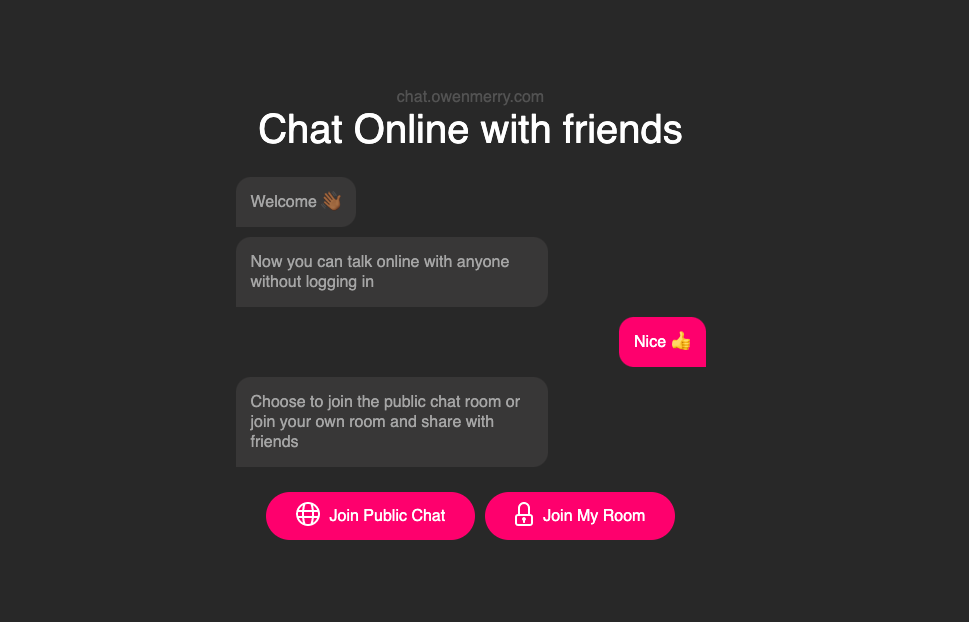 chat.owenmerry.com
Chat Online with friends
Welcome 👋🏾
Now you can talk online with anyone
without logging in
Nice 👍
Choose to join the public chat room or
join your own room and share with
friends
Join Public Chat
Join My Room